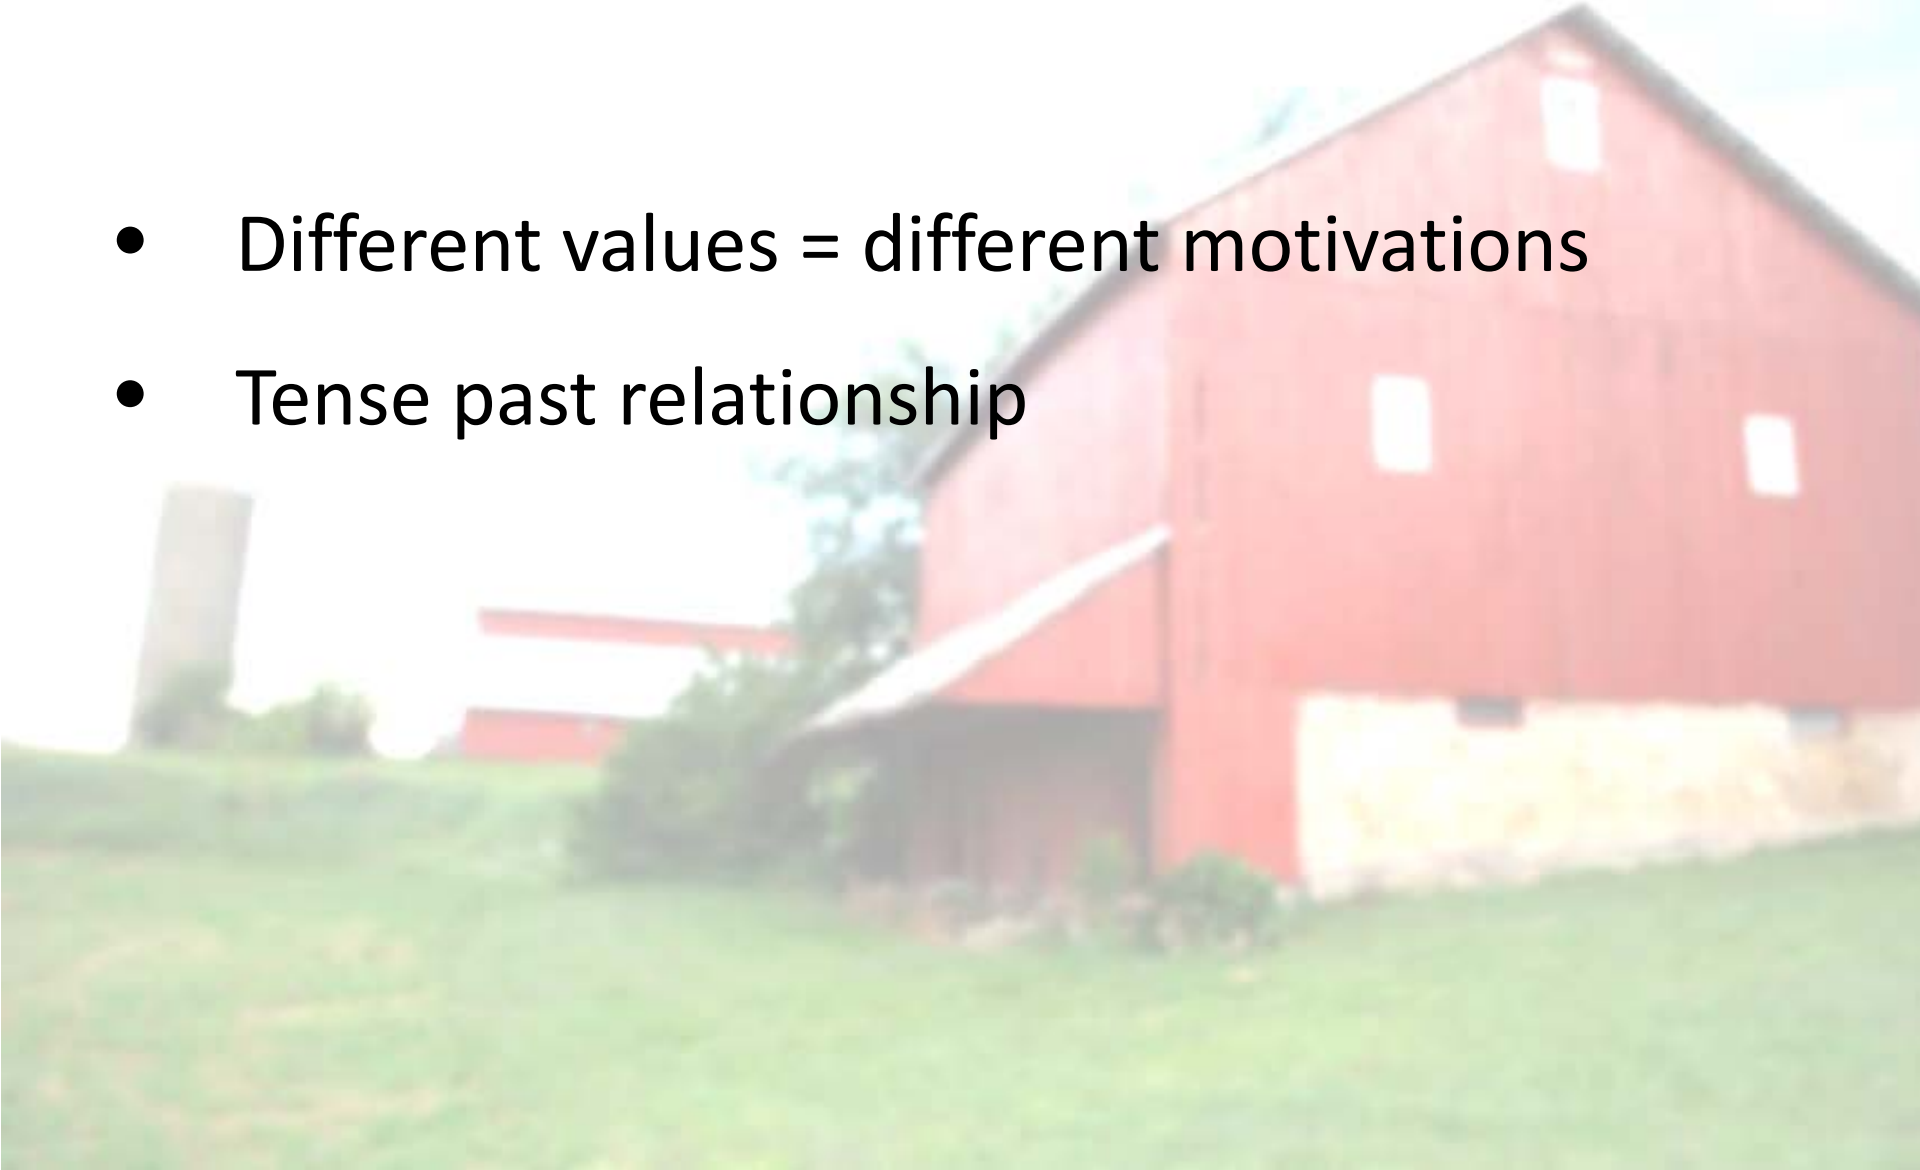 • Different values = different motivations
• Tense past relationship